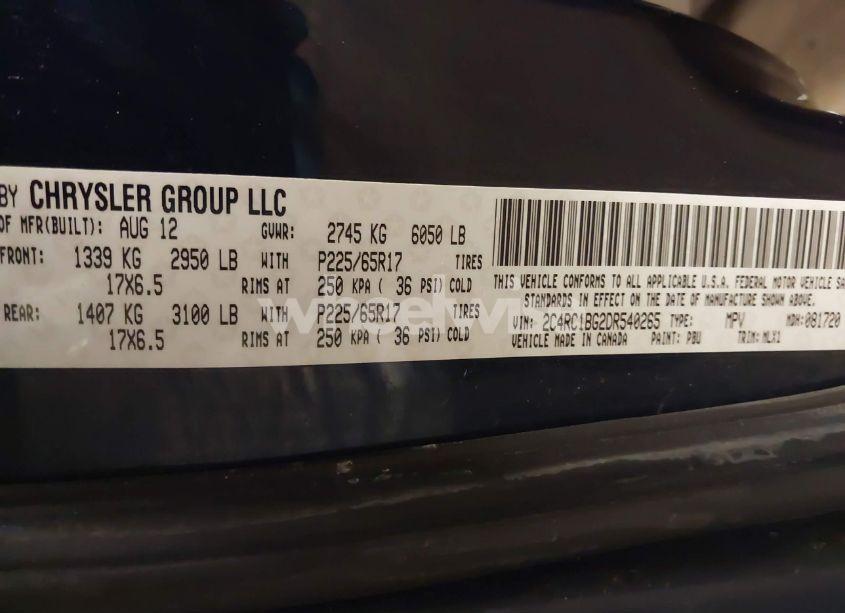 BY CHRYSLER GROUP LLC
OF MFR(BUILT): AUG 12 GVWR: 2745 KG 6050 LB
FRONT: 1339 KG 2950 LB WITH P225/65R17 TIRES
17X6.5 RIMS AT 250 KPA ( 36 PSI) COLD
REAR: 1407 KG 3100 LB WITH P225/65R17 TIRES
17X6.5 RIMS AT 250 KPA ( 36 PSI) COLD
THIS VEHICLE CONFORMS TO ALL APPLICABLE U.S.A. FEDERAL MOTOR VEHICLE SA
STANDARDS IN EFFECT ON THE DATE OF MANUFACTURE SHOWN ABOVE.
VIN: 2C4RC1BG2DR540265 TYPE: MPV MDH: 081720
VEHICLE MADE IN CANADA PAINT: PBU TRIM: MLX1